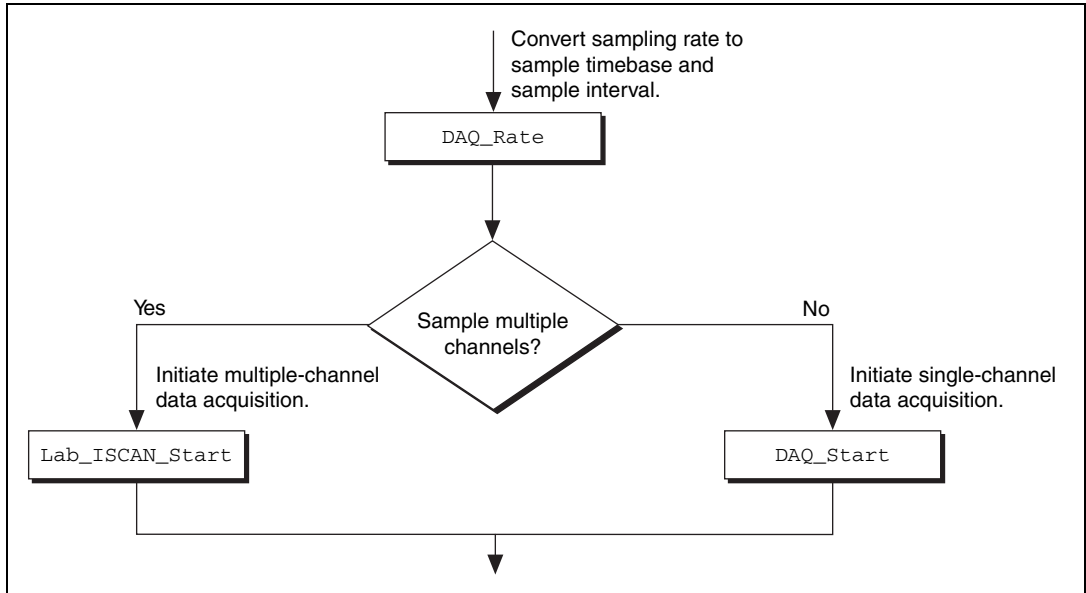 Convert sampling rate to
sample timebase and
sample interval.
DAQ_Rate
Sample multiple
channels?
Yes
No
Initiate multiple-channel
data acquisition.
Initiate single-channel
data acquisition.
Lab_ISCAN_Start
DAQ_Start